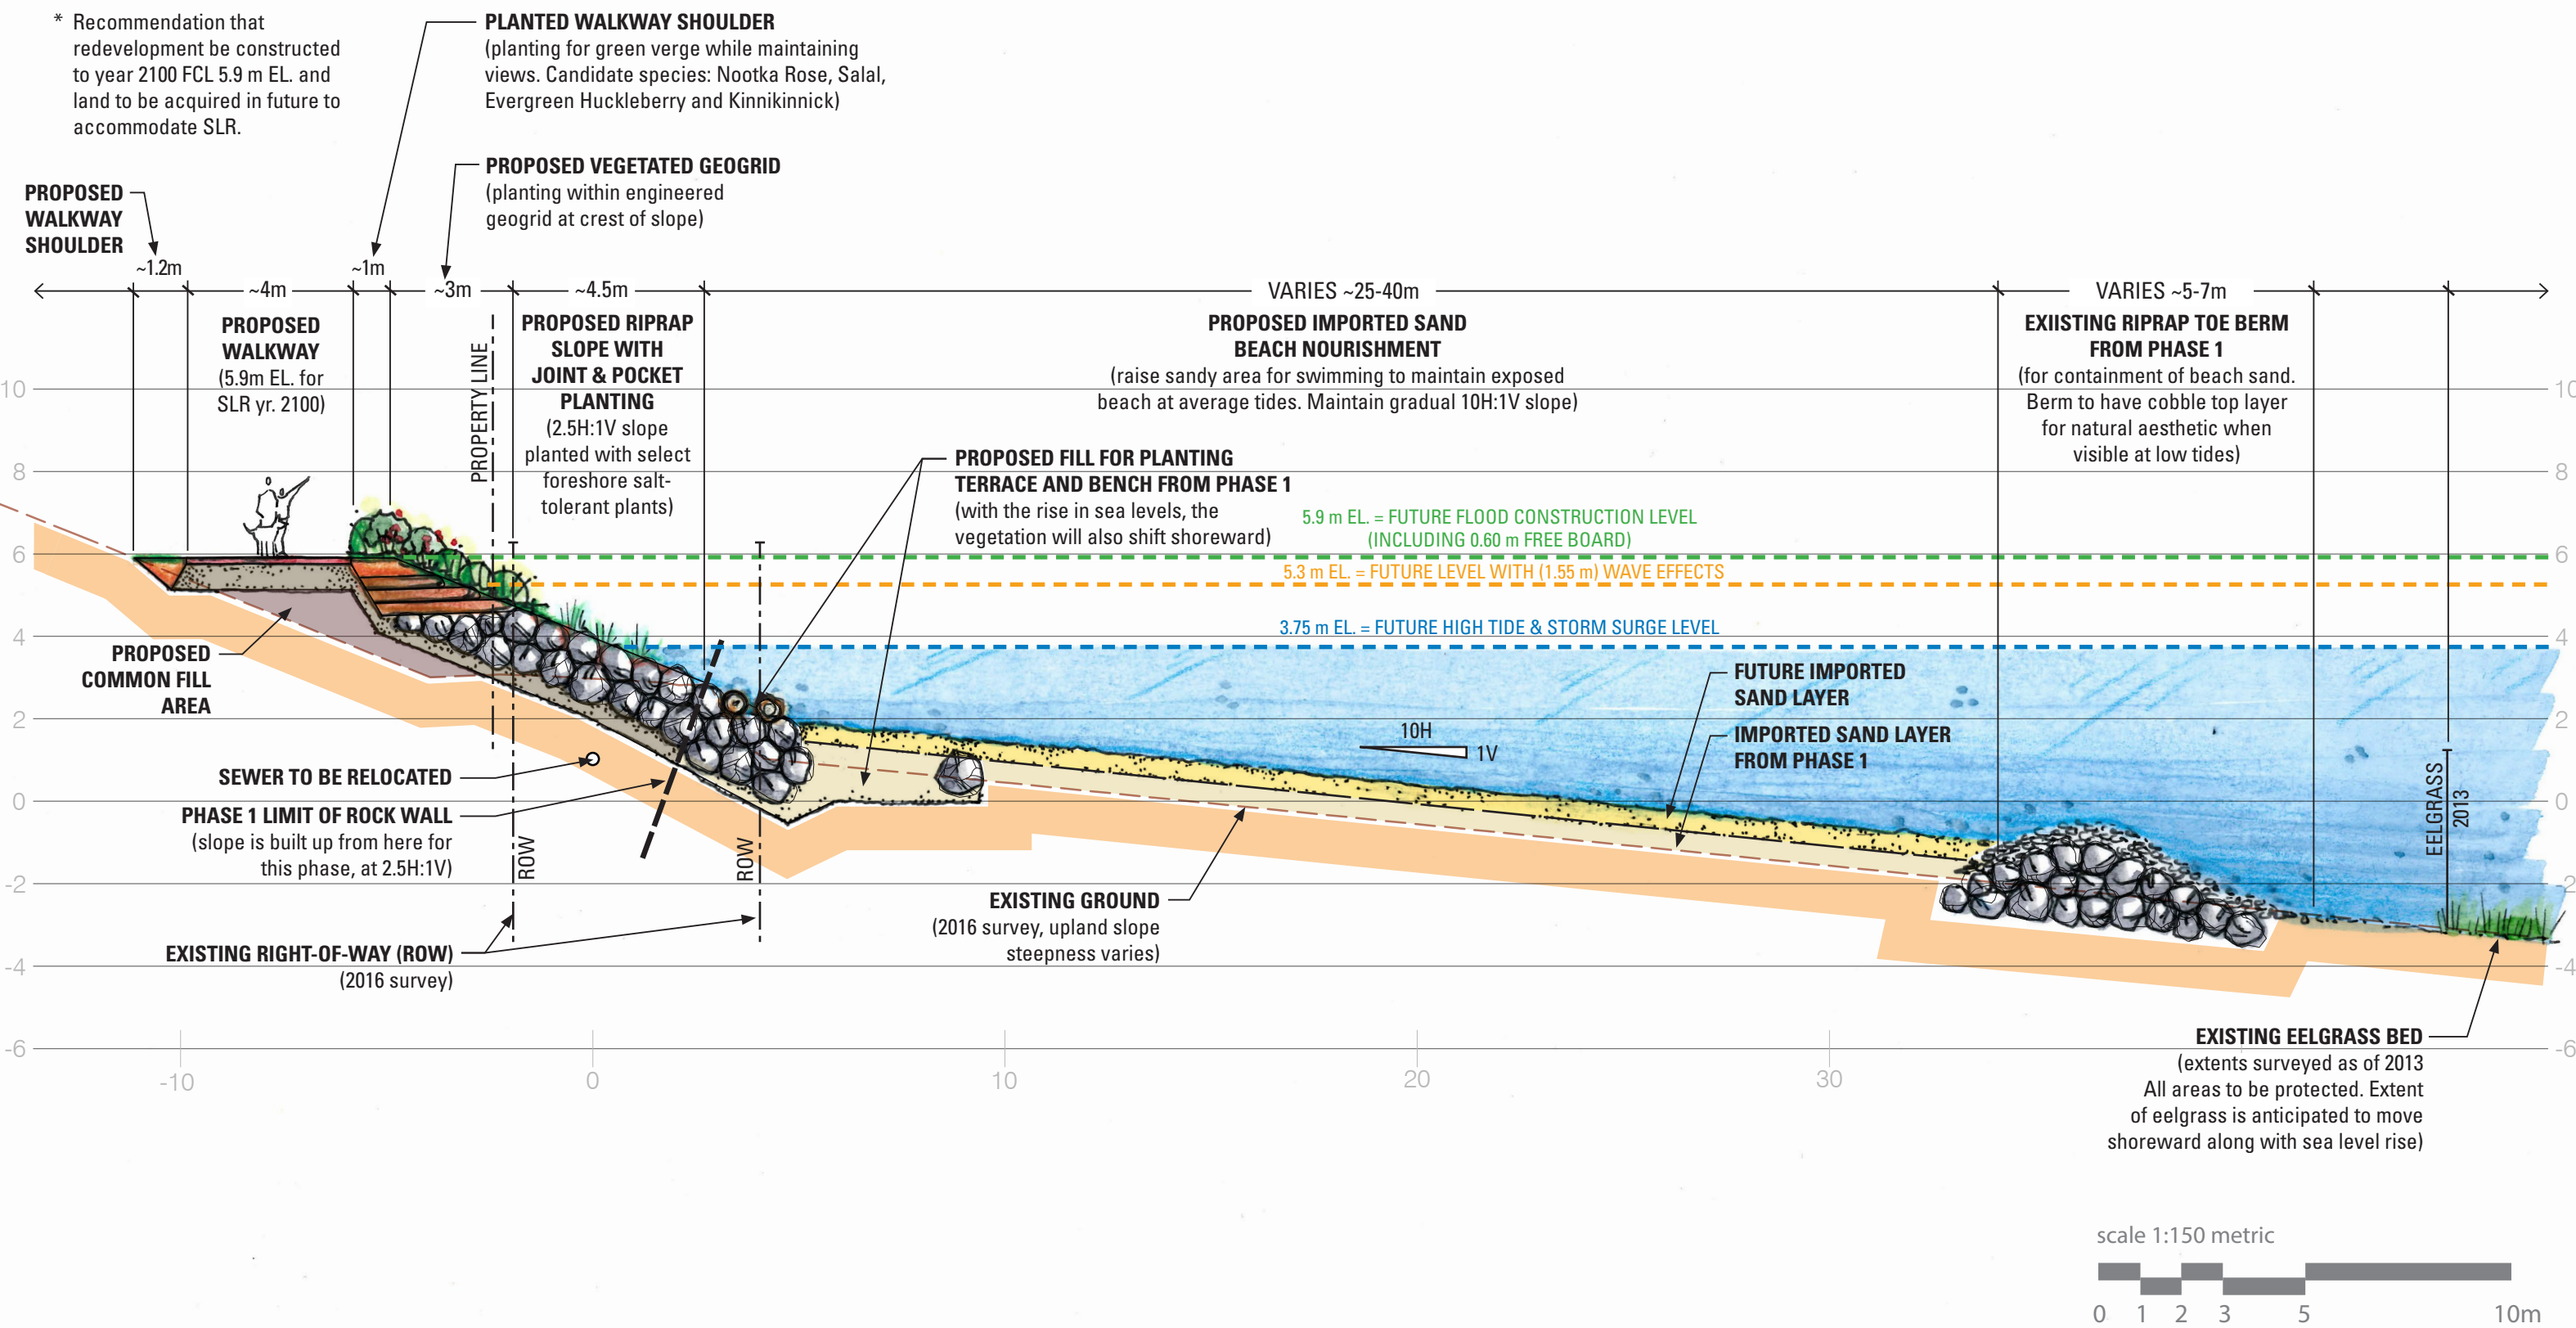 * Recommendation that
redevelopment be constructed
to year 2100 FCL 5.9 m EL. and
land to be acquired in future to
accommodate SLR.
PLANTED WALKWAY SHOULDER
(planting for green verge while maintaining
views. Candidate species: Nootka Rose, Salal,
Evergreen Huckleberry and Kinnikinnick)
PROPOSED VEGETATED GEOGRID
(planting within engineered
geogrid at crest of slope)
PROPOSED
WALKWAY
SHOULDER
~1.2m
~4m
~1m
~3m
~4.5m
VARIES ~25-40m
VARIES ~5-7m
PROPOSED
WALKWAY
(5.9m EL. for
SLR yr. 2100)
PROPERTY LINE
PROPOSED RIPRAP
SLOPE WITH
JOINT & POCKET
PLANTING
(2.5H:1V slope
planted with select
foreshore salt-
tolerant plants)
PROPOSED IMPORTED SAND
BEACH NOURISHMENT
(raise sandy area for swimming to maintain exposed
beach at average tides. Maintain gradual 10H:1V slope)
EXIISTING RIPRAP TOE BERM
FROM PHASE 1
(for containment of beach sand.
Berm to have cobble top layer
for natural aesthetic when
visible at low tides)
PROPOSED FILL FOR PLANTING
TERRACE AND BENCH FROM PHASE 1
(with the rise in sea levels, the
vegetation will also shift shoreward)
5.9 m EL. = FUTURE FLOOD CONSTRUCTION LEVEL
(INCLUDING 0.60 m FREE BOARD)
5.3 m EL. = FUTURE LEVEL WITH (1.55 m) WAVE EFFECTS
3.75 m EL. = FUTURE HIGH TIDE & STORM SURGE LEVEL
PROPOSED
COMMON FILL
AREA
FUTURE IMPORTED
SAND LAYER
IMPORTED SAND LAYER
FROM PHASE 1
10H
1V
SEWER TO BE RELOCATED
PHASE 1 LIMIT OF ROCK WALL
(slope is built up from here for
this phase, at 2.5H:1V)
ROW
ROW
EELGRASS
2013
EXISTING GROUND
(2016 survey, upland slope
steepness varies)
EXISTING RIGHT-OF-WAY (ROW)
(2016 survey)
EXISTING EELGRASS BED
(extents surveyed as of 2013
All areas to be protected. Extent
of eelgrass is anticipated to move
shoreward along with sea level rise)
10
8
6
4
2
0
-2
-4
-6
10
8
6
4
2
0
-2
-4
-6
-10
0
10
20
30
scale 1:150 metric
0 1 2 3 5 10m